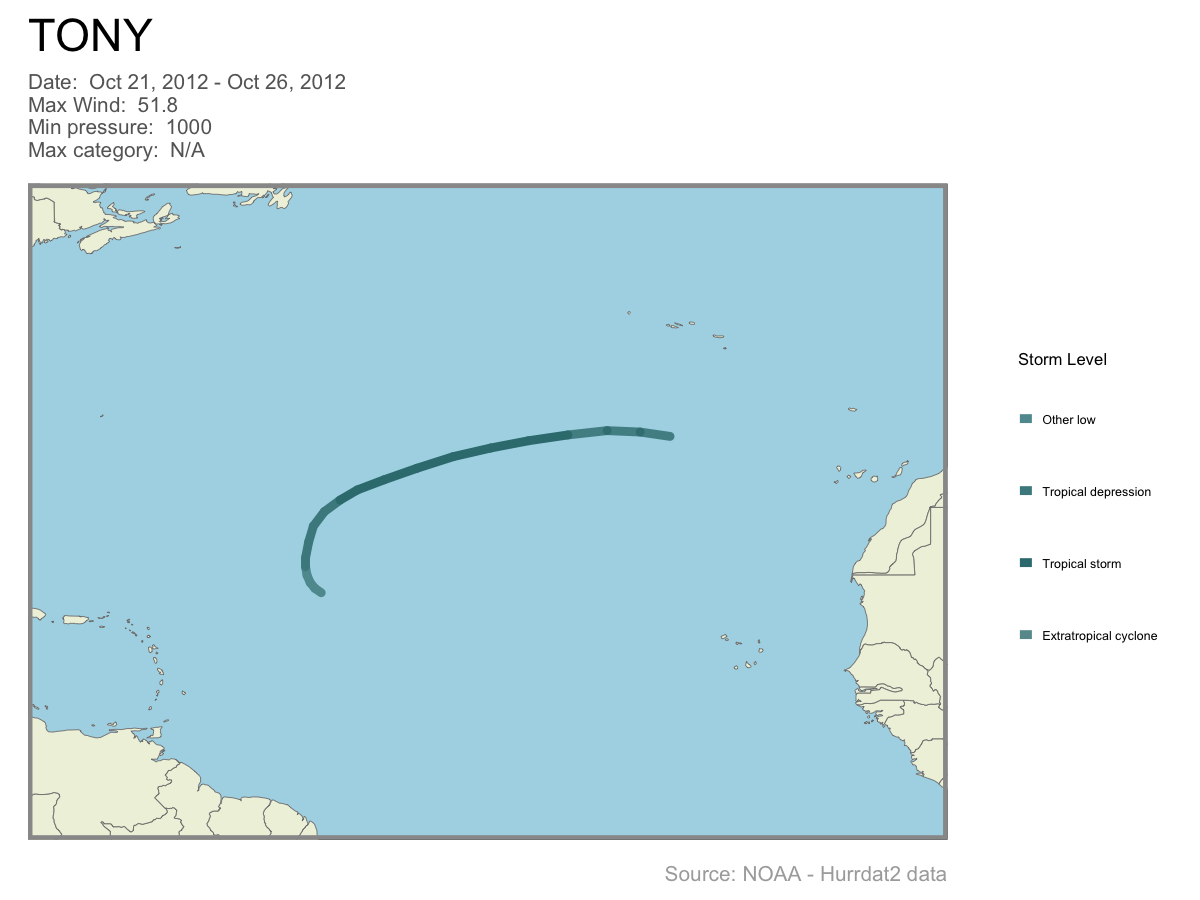 TONY
Date:  Oct 21, 2012 - Oct 26, 2012
Max Wind:  51.8
Min pressure:  1000
Max category:  N/A
Storm Level
Other low
Tropical depression
Tropical storm
Extratropical cyclone
Source: NOAA - Hurrdat2 data